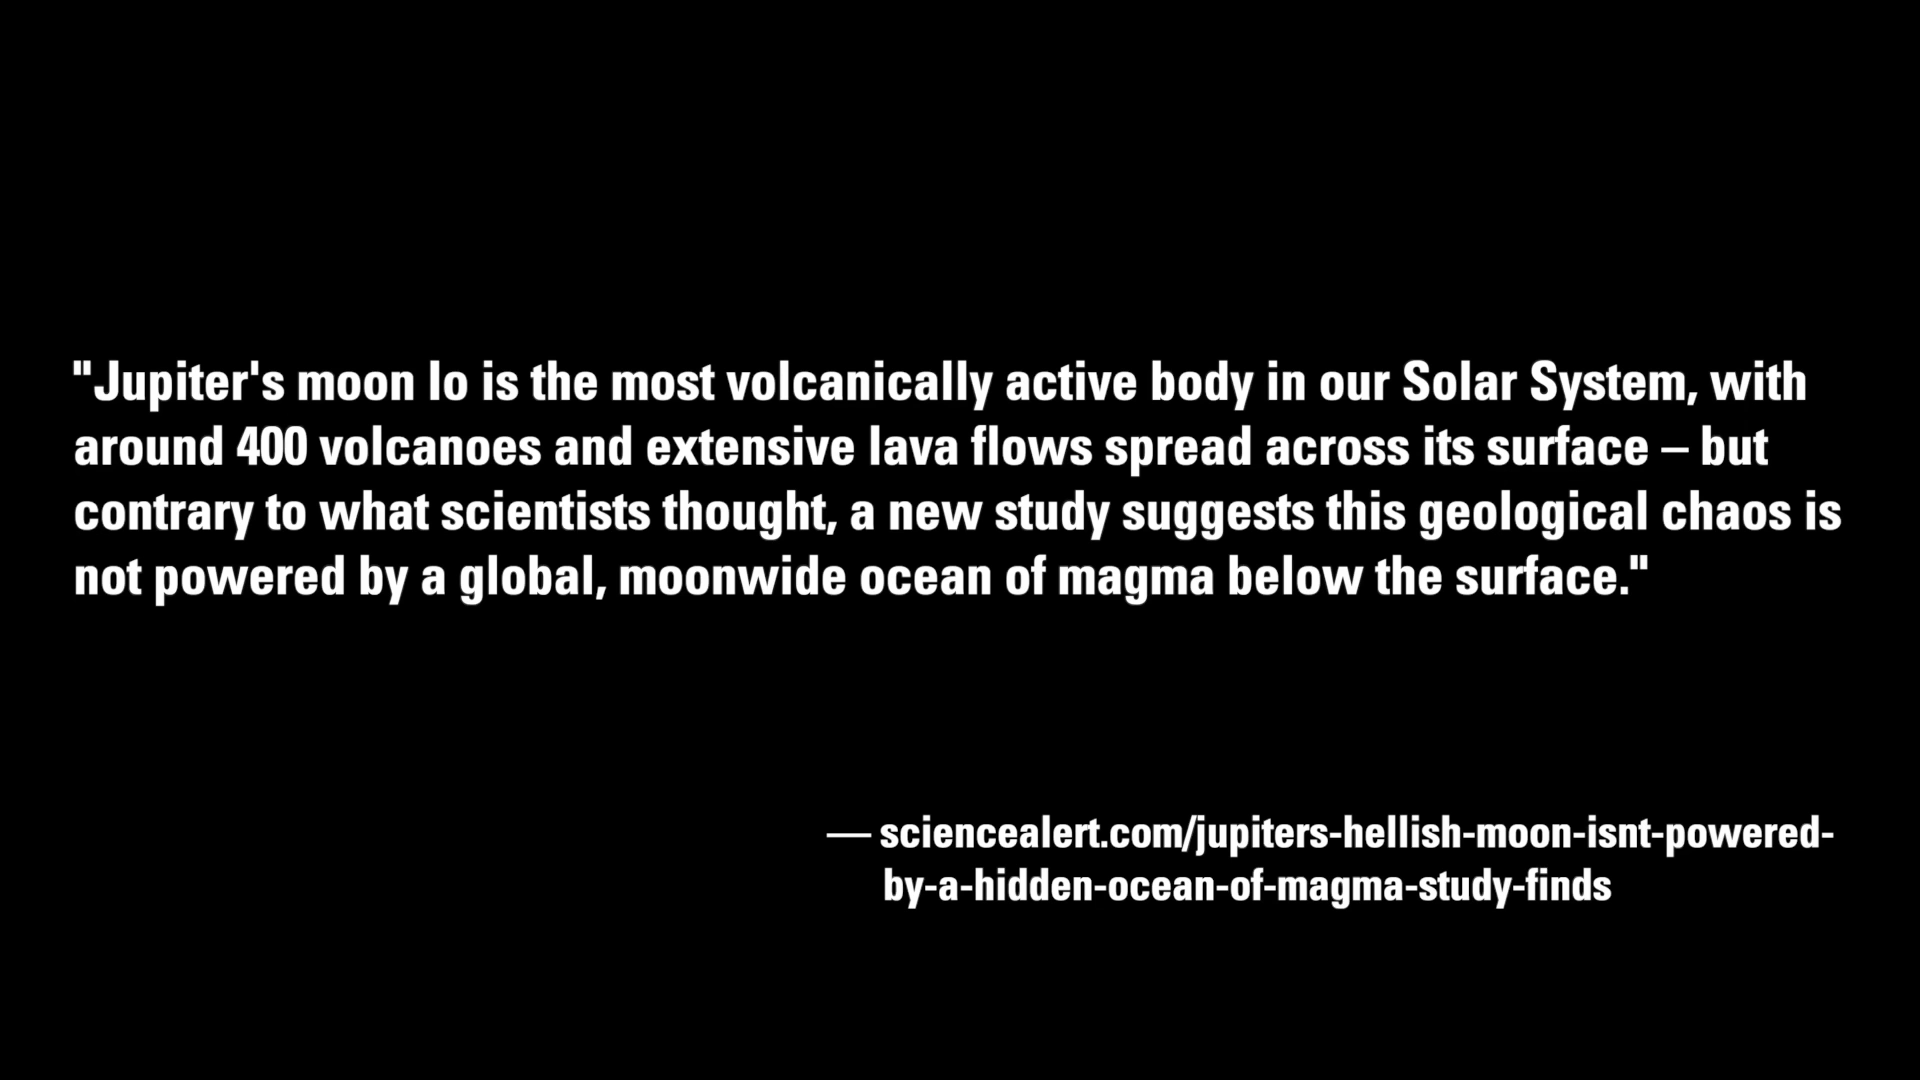 "Jupiter's moon Io is the most volcanically active body in our Solar System, with
around 400 volcanoes and extensive lava flows spread across its surface – but
contrary to what scientists thought, a new study suggests this geological chaos is
not powered by a global, moonwide ocean of magma below the surface."
— sciencealert.com/jupiters-hellish-moon-isnt-powered-
by-a-hidden-ocean-of-magma-study-finds